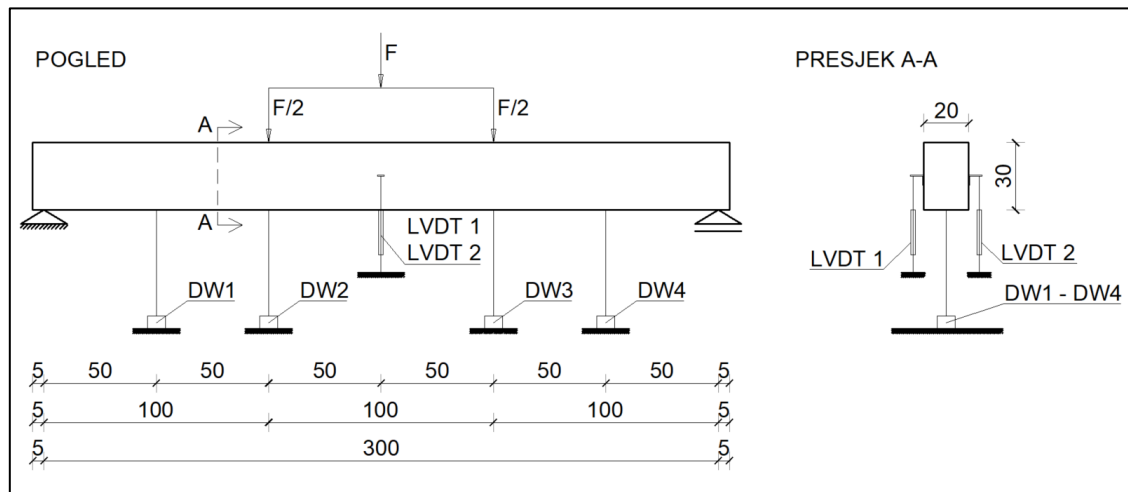 POGLED
PRESJEK A-A
F
F/2
F/2
A
A
LVDT 1
LVDT 2
DW1
DW2
DW3
DW4
5 50 50 50 50 50 50 5
5 100 100 100 5
5 300 5
20
30
LVDT 1
LVDT 2
DW1 - DW4